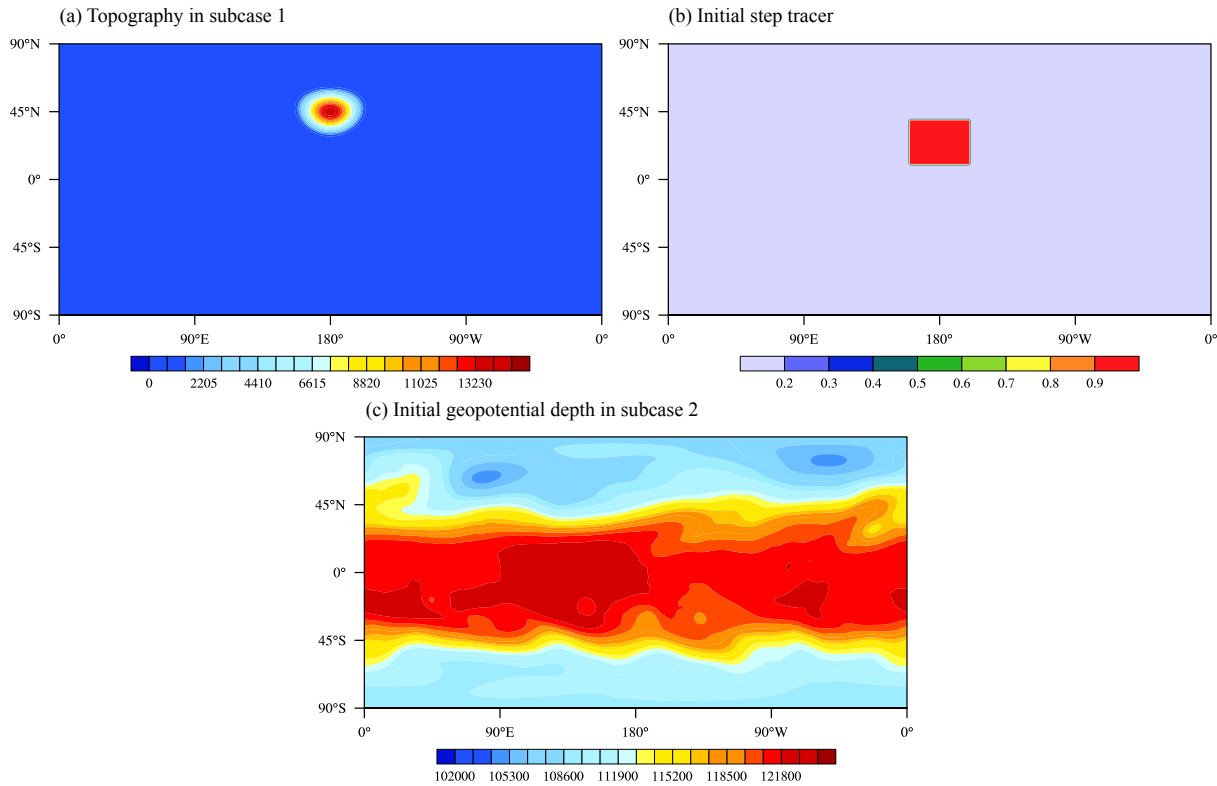 (a) Topography in subcase 1
(b) Initial step tracer
90°N
45°N
0°
45°S
90°S
0° 90°E 180° 90°W 0°
0 2205 4410 6615 8820 11025 13230
90°N
45°N
0°
45°S
90°S
0° 90°E 180° 90°W 0°
0.2 0.3 0.4 0.5 0.6 0.7 0.8 0.9
(c) Initial geopotential depth in subcase 2
90°N
45°N
0°
45°S
90°S
0° 90°E 180° 90°W 0°
102000 105300 108600 111900 115200 118500 121800